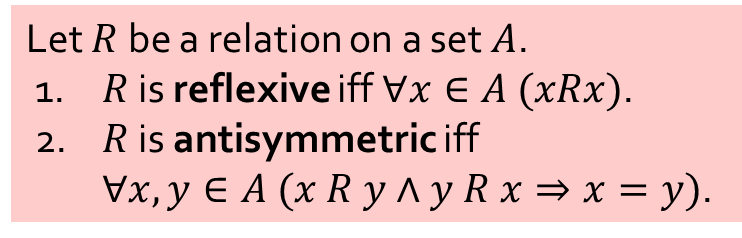 Let R be a relation on a set A.
1. R is reflexive iff ∀x ∈ A (xRx).
2. R is antisymmetric iff
∀x, y ∈ A (x R y ∧ y R x ⇒ x = y).